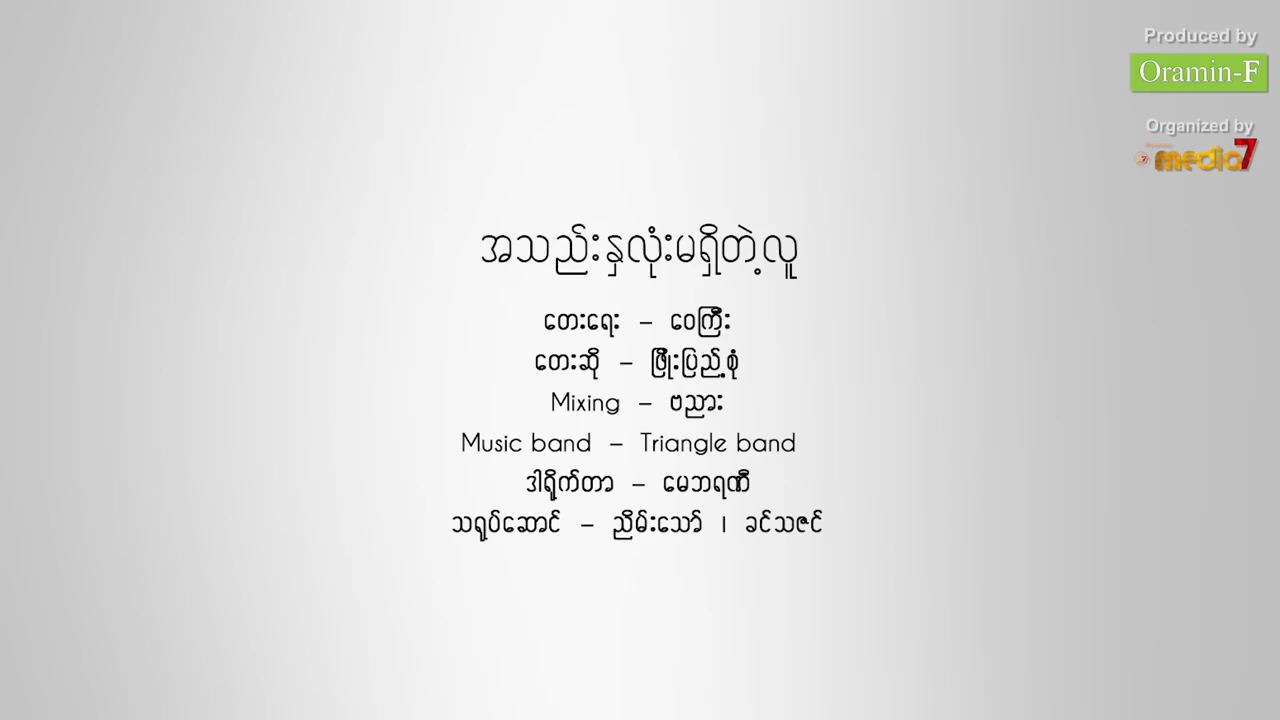 Produced by
Oramin-F
Organized by
media7
အသည်းနှလုံးမရှိတဲ့လူ
တေးရေး – ဝေကြီး
တေးဆို – ဖြိုးပြည့်စုံ
Mixing – ဗညား
Music band – Triangle band
ဒါရိုက်တာ – မေဘရဏီ
သရုပ်ဆောင် – ညိမ်းသော် ၊ ခင်သဇင်